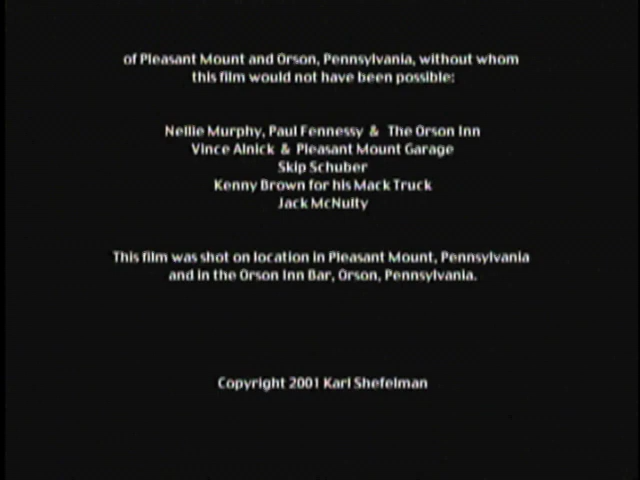 of Pleasant Mount and Orson, Pennsylvania, without whom
this film would not have been possible:
Nellie Murphy, Paul Fennessy & The Orson Inn
Vince Alnick & Pleasant Mount Garage
Skip Schuber
Kenny Brown for his Mack Truck
Jack McNulty
This film was shot on location in Pleasant Mount, Pennsylvania
and in the Orson Inn Bar, Orson, Pennsylvania.
Copyright 2001 Karl Shefelman